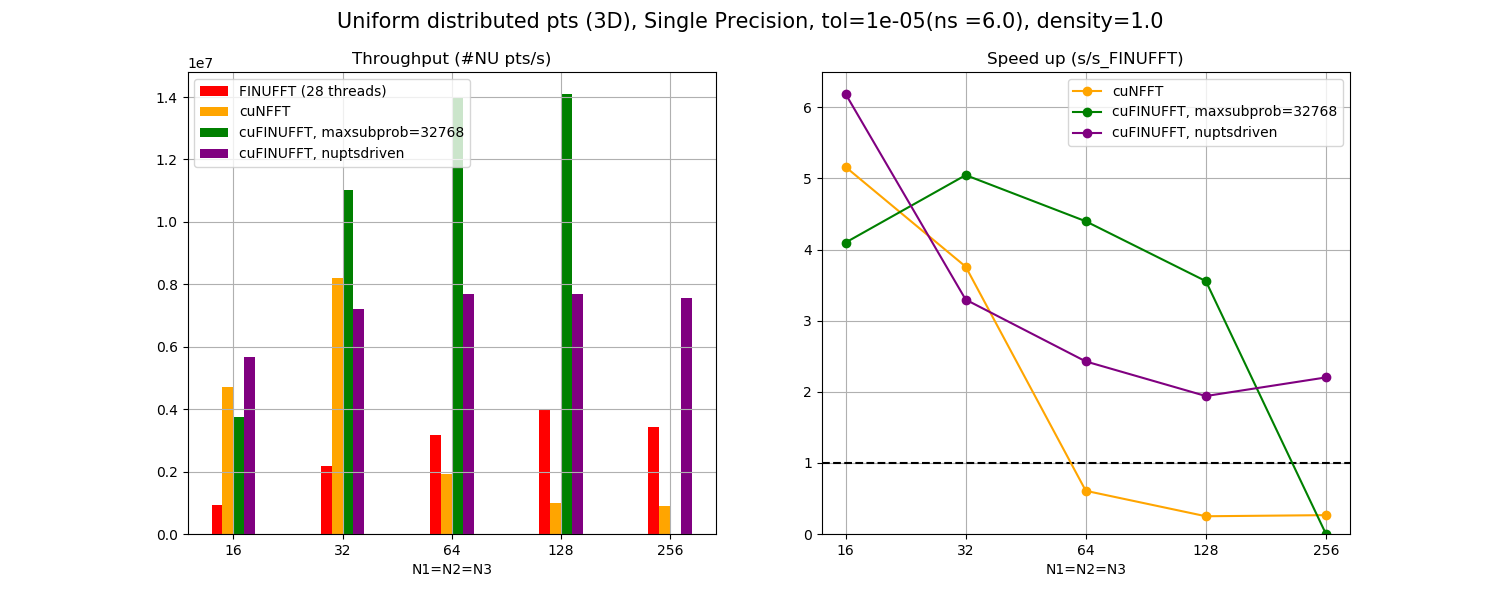 Uniform distributed pts (3D), Single Precision, tol=1e-05(ns =6.0), density=1.0
Throughput (#NU pts/s)
1e7
FINUFFT (28 threads)
cuNFFT
cuFINUFFT, maxsubprob=32768
cuFINUFFT, nuptsdriven
1.4
1.2
1.0
0.8
0.6
0.4
0.2
0.0
16 32 64 128 256
N1=N2=N3
Speed up (s/s_FINUFFT)
cuNFFT
cuFINUFFT, maxsubprob=32768
cuFINUFFT, nuptsdriven
6
5
4
3
2
1
0
16 32 64 128 256
N1=N2=N3